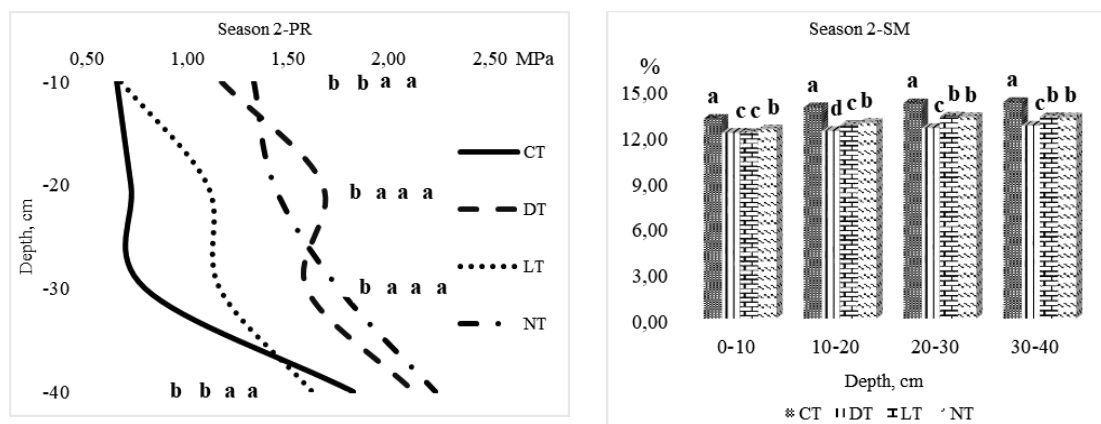 Season 2-PR
0,50 1,00 1,50 2,00 2,50 MPa
-10
b b a a
CT
-20
b a a a
DT
Depth, cm
LT
-30
b a a a
NT
-40
b b a a
Season 2-SM
%
15,00
12,00
9,00
6,00
3,00
0,00
a c c b
a d c b
a c b b
a c b b
0-10 10-20 20-30 30-40
Depth, cm
CT DT LT NT